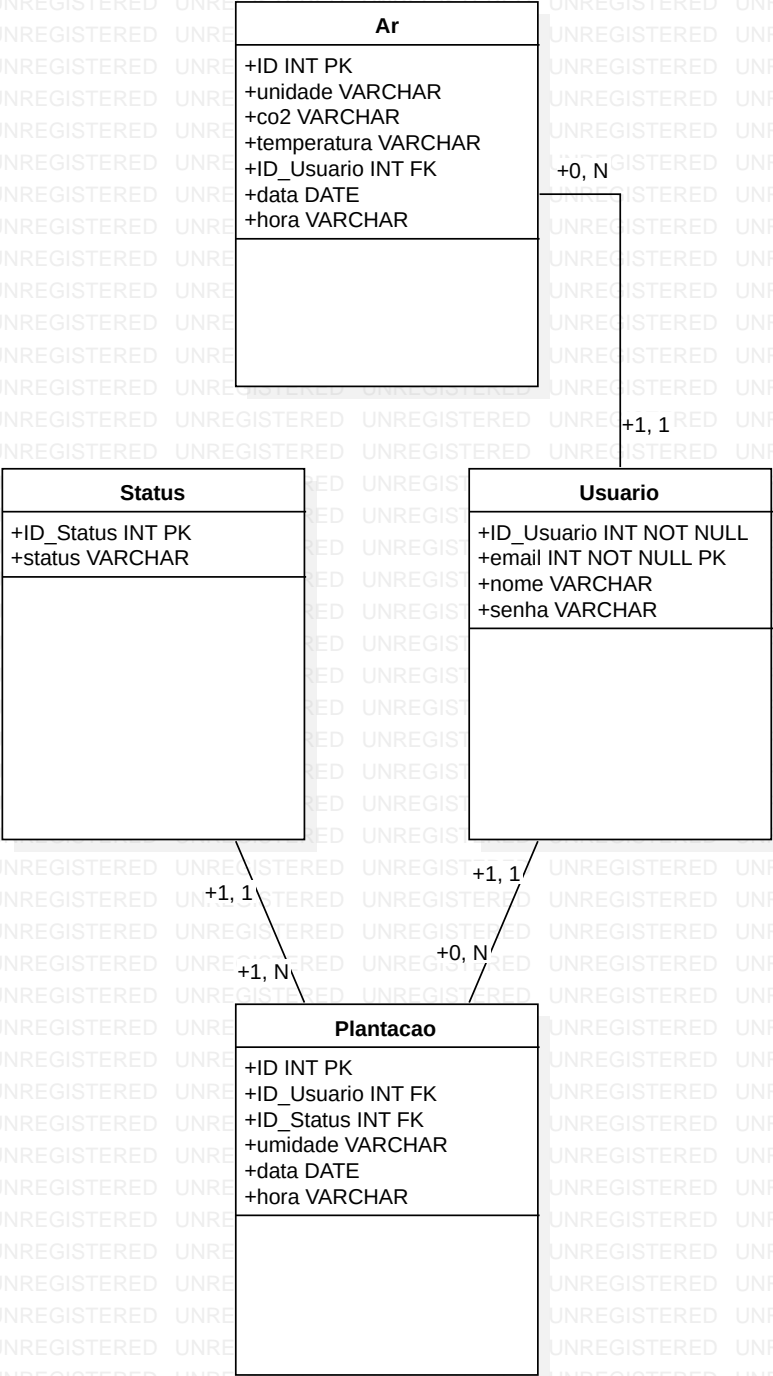 Ar
+ID INT PK
+unidade VARCHAR
+co2 VARCHAR
+temperatura VARCHAR
+ID_Usuario INT FK
+data DATE
+hora VARCHAR
+0, N
+1, 1
Status
+ID_Status INT PK
+status VARCHAR
Usuario
+ID_Usuario INT NOT NULL
+email INT NOT NULL PK
+nome VARCHAR
+senha VARCHAR
+1, 1
+1, N
+1, 1
+0, N
Plantacao
+ID INT PK
+ID_Usuario INT FK
+ID_Status INT FK
+umidade VARCHAR
+data DATE
+hora VARCHAR
UNREGISTERED